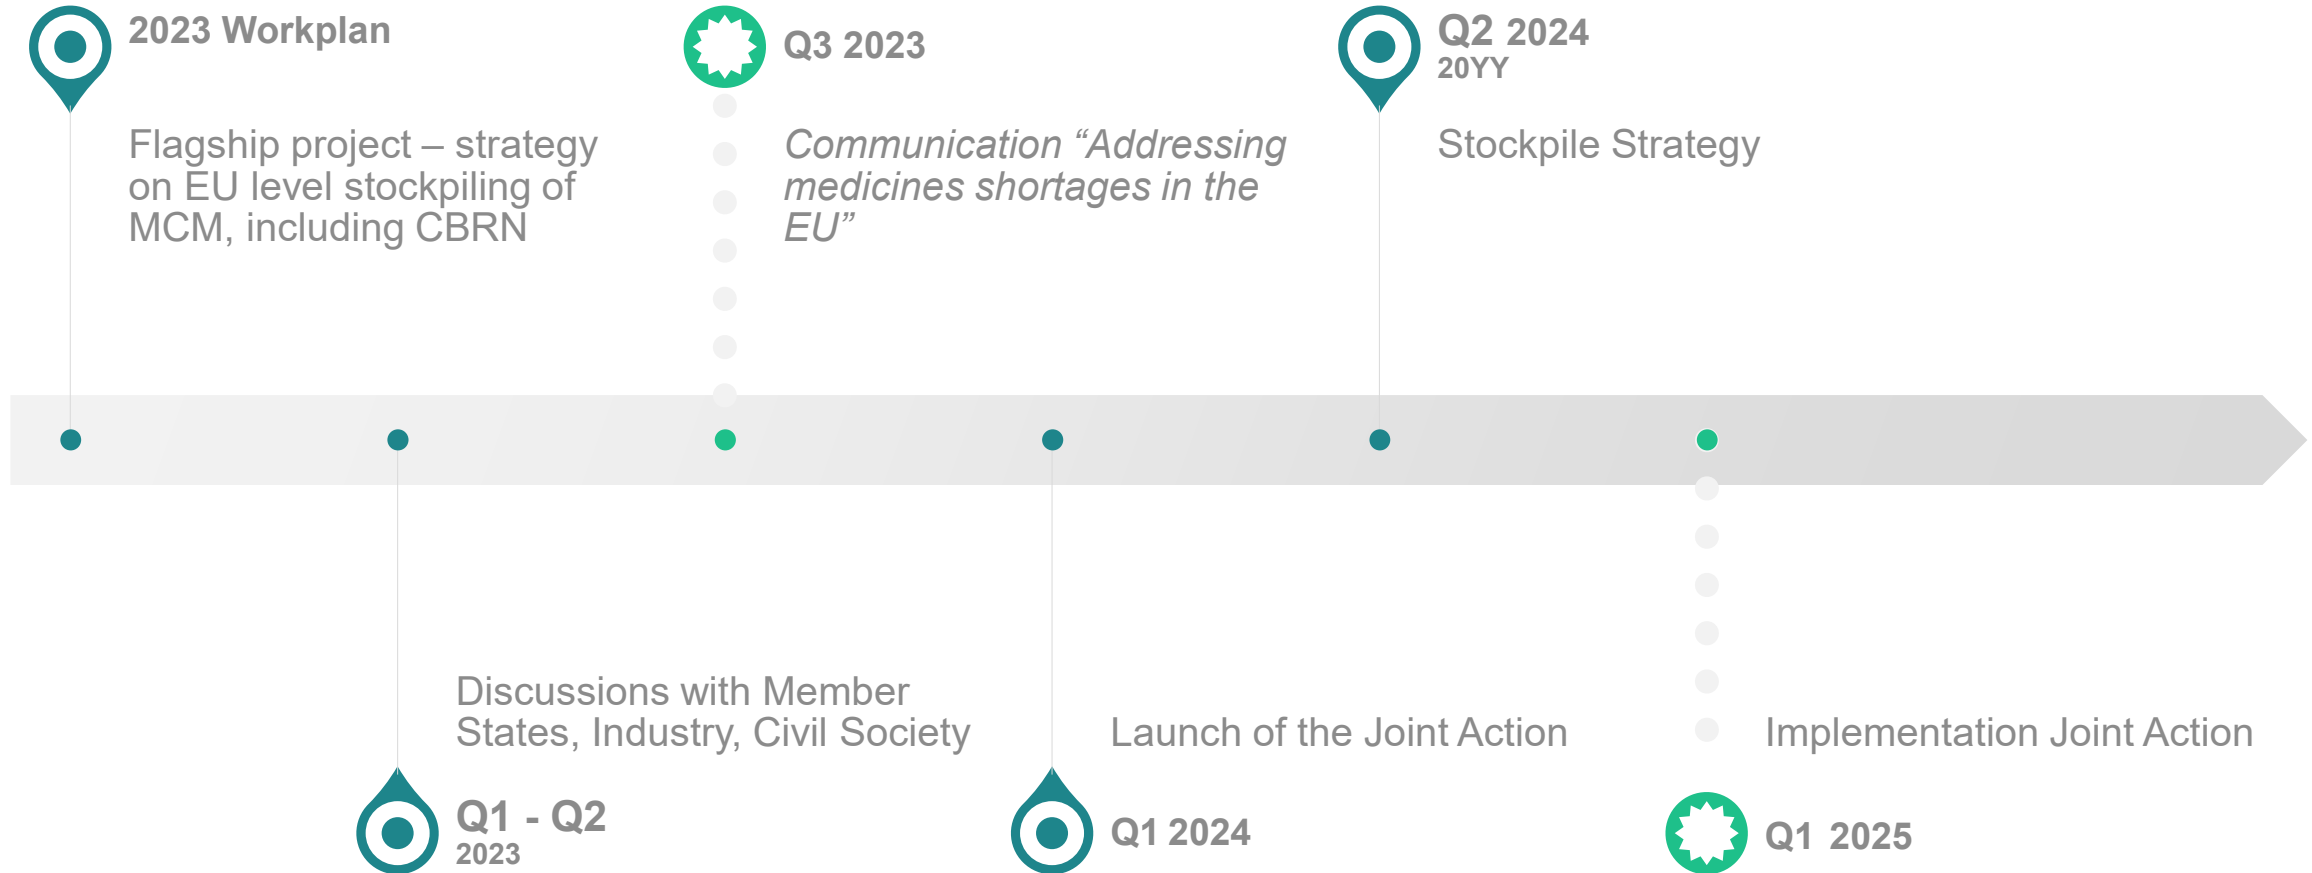 2023 Workplan
Flagship project – strategy
on EU level stockpiling of
MCM, including CBRN
Q3 2023
Communication “Addressing
medicines shortages in the
EU”
Q2 2024
20YY
Stockpile Strategy
Discussions with Member
States, Industry, Civil Society
Q1 - Q2
2023
Launch of the Joint Action
Q1 2024
Implementation Joint Action
Q1 2025